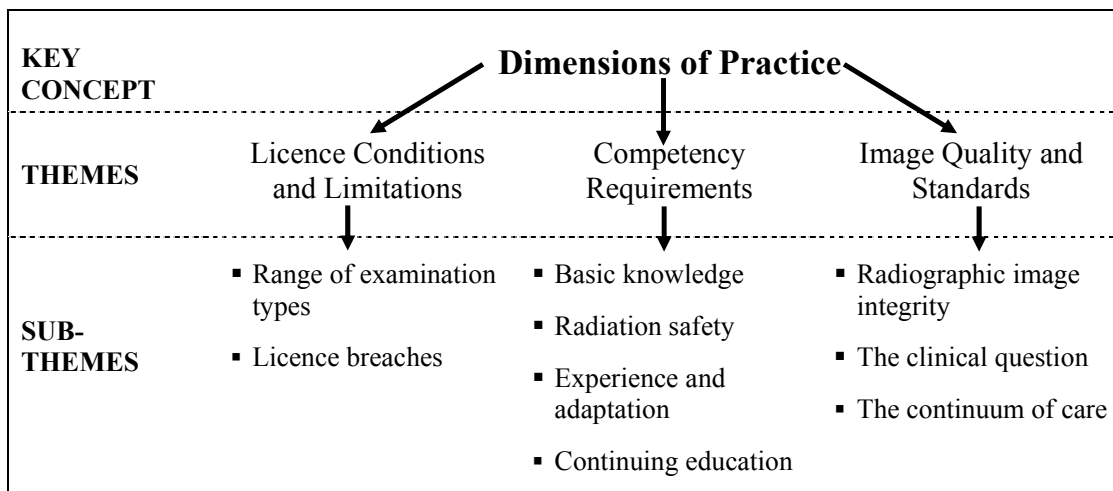 KEY
CONCEPT
Dimensions of Practice
THEMES
Licence Conditions
and Limitations
Competency
Requirements
Image Quality and
Standards
SUB-
THEMES
▪ Range of examination
types
▪ Licence breaches
▪ Basic knowledge
▪ Radiation safety
▪ Experience and
adaptation
▪ Continuing education
▪ Radiographic image
integrity
▪ The clinical question
▪ The continuum of care